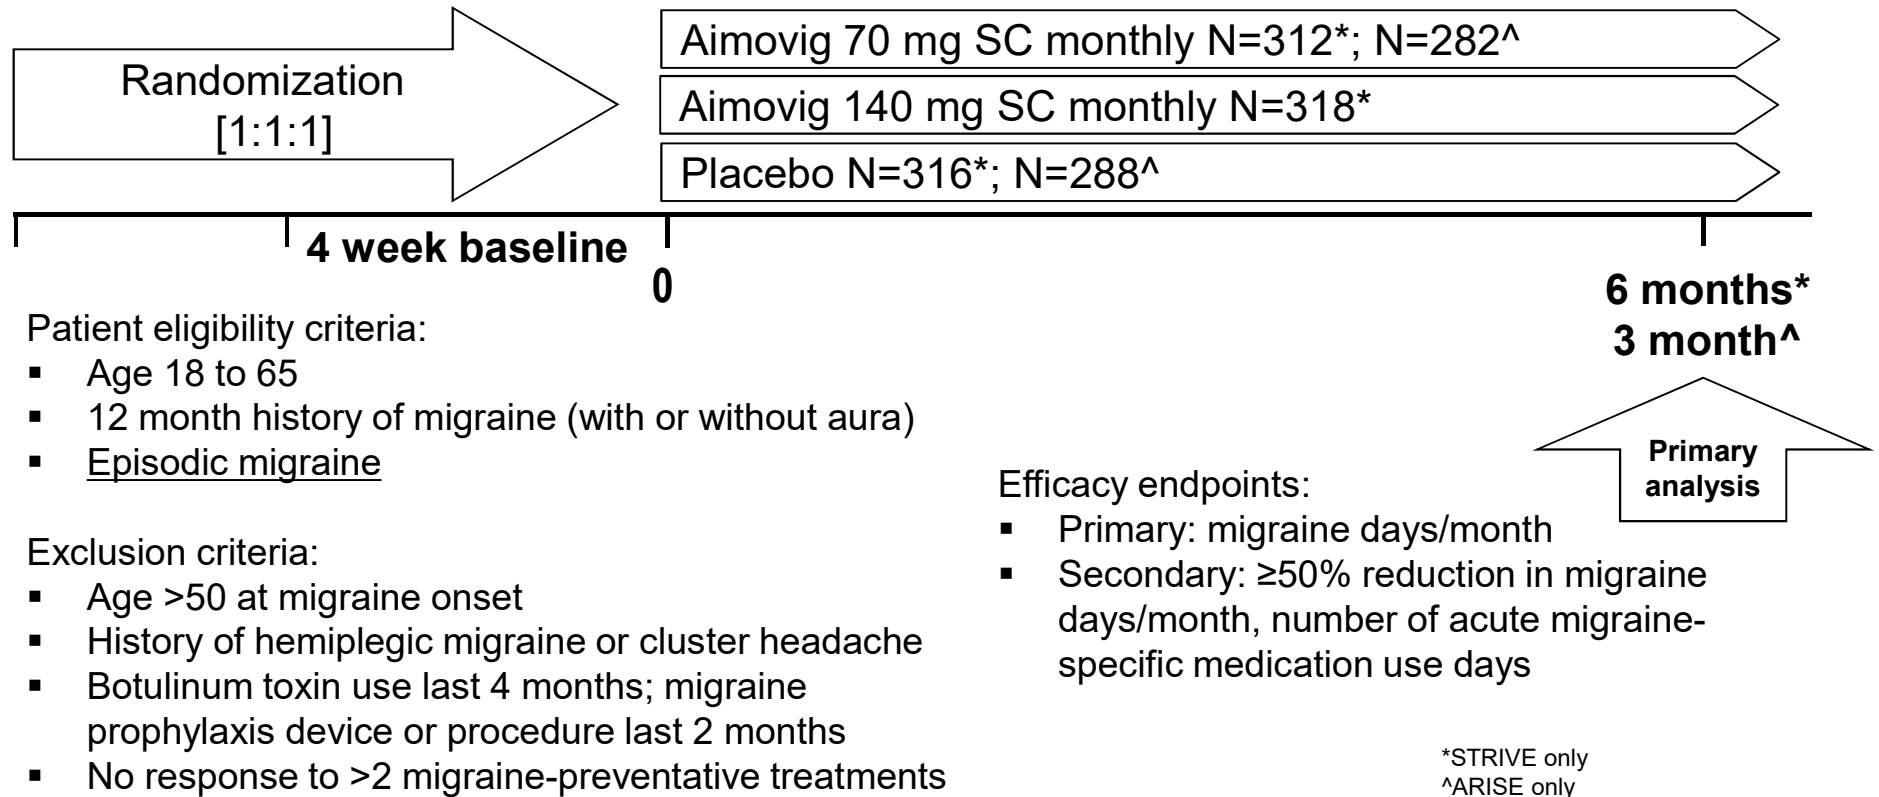 Randomization
[1:1:1]
Aimovig 70 mg SC monthly N=312*; N=282^
Aimovig 140 mg SC monthly N=318*
Placebo N=316*; N=288^
4 week baseline
0
6 months*
3 month^
Primary
analysis
Patient eligibility criteria:
▪ Age 18 to 65
▪ 12 month history of migraine (with or without aura)
▪ Episodic migraine
Exclusion criteria:
▪ Age >50 at migraine onset
▪ History of hemiplegic migraine or cluster headache
▪ Botulinum toxin use last 4 months; migraine
prophylaxis device or procedure last 2 months
▪ No response to >2 migraine-preventative treatments
Efficacy endpoints:
▪ Primary: migraine days/month
▪ Secondary: ≥50% reduction in migraine
days/month, number of acute migraine-
specific medication use days
*STRIVE only
^ARISE only